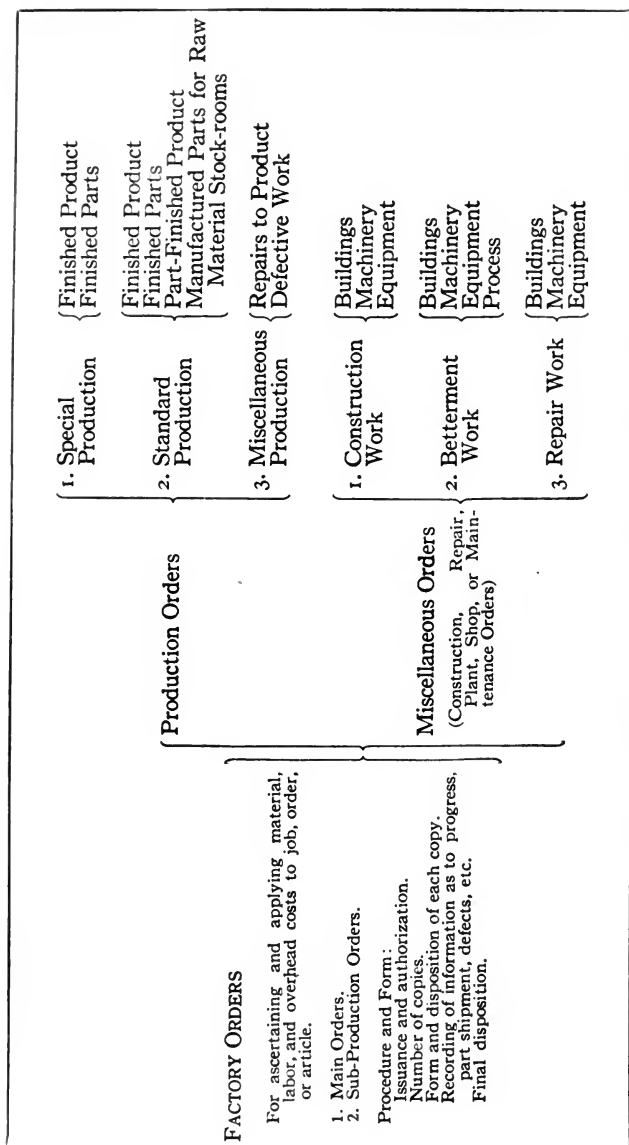 FACTORY ORDERS
For ascertaining and applying material,
labor, and overhead costs to job, order,
or article.
1. Main Orders.
2. Sub-Production Orders.
Procedure and Form:
Issuance and authorization.
Number of copies.
Form and disposition of each copy.
Recording of information as to progress,
part shipment, defects, etc.
Final disposition.
Production Orders
1. Special
Production
Finished Product
Finished Parts
2. Standard
Production
Finished Product
Finished Parts
Part-Finished Product
Manufactured Parts for Raw
Material Stock-rooms
3. Miscellaneous
Production
Repairs to Product
Defective Work
Miscellaneous Orders
(Construction, Repair,
Plant, Shop, or Main-
tenance Orders)
1. Construction
Work
Buildings
Machinery
Equipment
2. Betterment
Work
Buildings
Machinery
Equipment
Process
3. Repair Work
Buildings
Machinery
Equipment